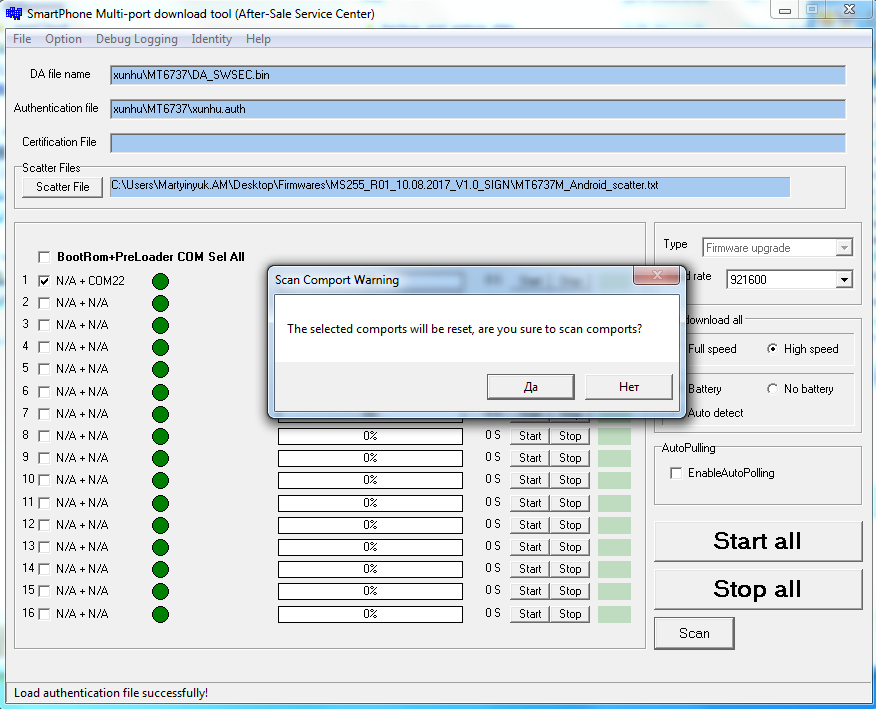 SmartPhone Multi-port download tool (After-Sale Service Center)
File Option Debug Logging Identity Help
DA file name xunhu\MT6737\DA_SWSEC.bin
Authentication file xunhu\MT6737\xunhu.auth
Certification File
Scatter Files
Scatter File C:\Users\Martyinyuk.AM\Desktop\Firmwares\MS255_R01_10.08.2017_V1.0_SIGN\MT6737M_Android_scatter.txt
BootRom+PreLoader COM Sel All
1 N/A + COM22
2 N/A + N/A
3 N/A + N/A
4 N/A + N/A
5 N/A + N/A
6 N/A + N/A
7 N/A + N/A
8 N/A + N/A 0% 0 S Start Stop
9 N/A + N/A 0% 0 S Start Stop
10 N/A + N/A 0% 0 S Start Stop
11 N/A + N/A 0% 0 S Start Stop
12 N/A + N/A 0% 0 S Start Stop
13 N/A + N/A 0% 0 S Start Stop
14 N/A + N/A 0% 0 S Start Stop
15 N/A + N/A 0% 0 S Start Stop
16 N/A + N/A 0% 0 S Start Stop
Scan Comport Warning
The selected comports will be reset, are you sure to scan comports?
Да Нет
Type Firmware upgrade
rate 921600
download all
Full speed High speed
Battery No battery
Auto detect
AutoPulling
EnableAutoPolling
Start all
Stop all
Scan
Load authentication file successfully!